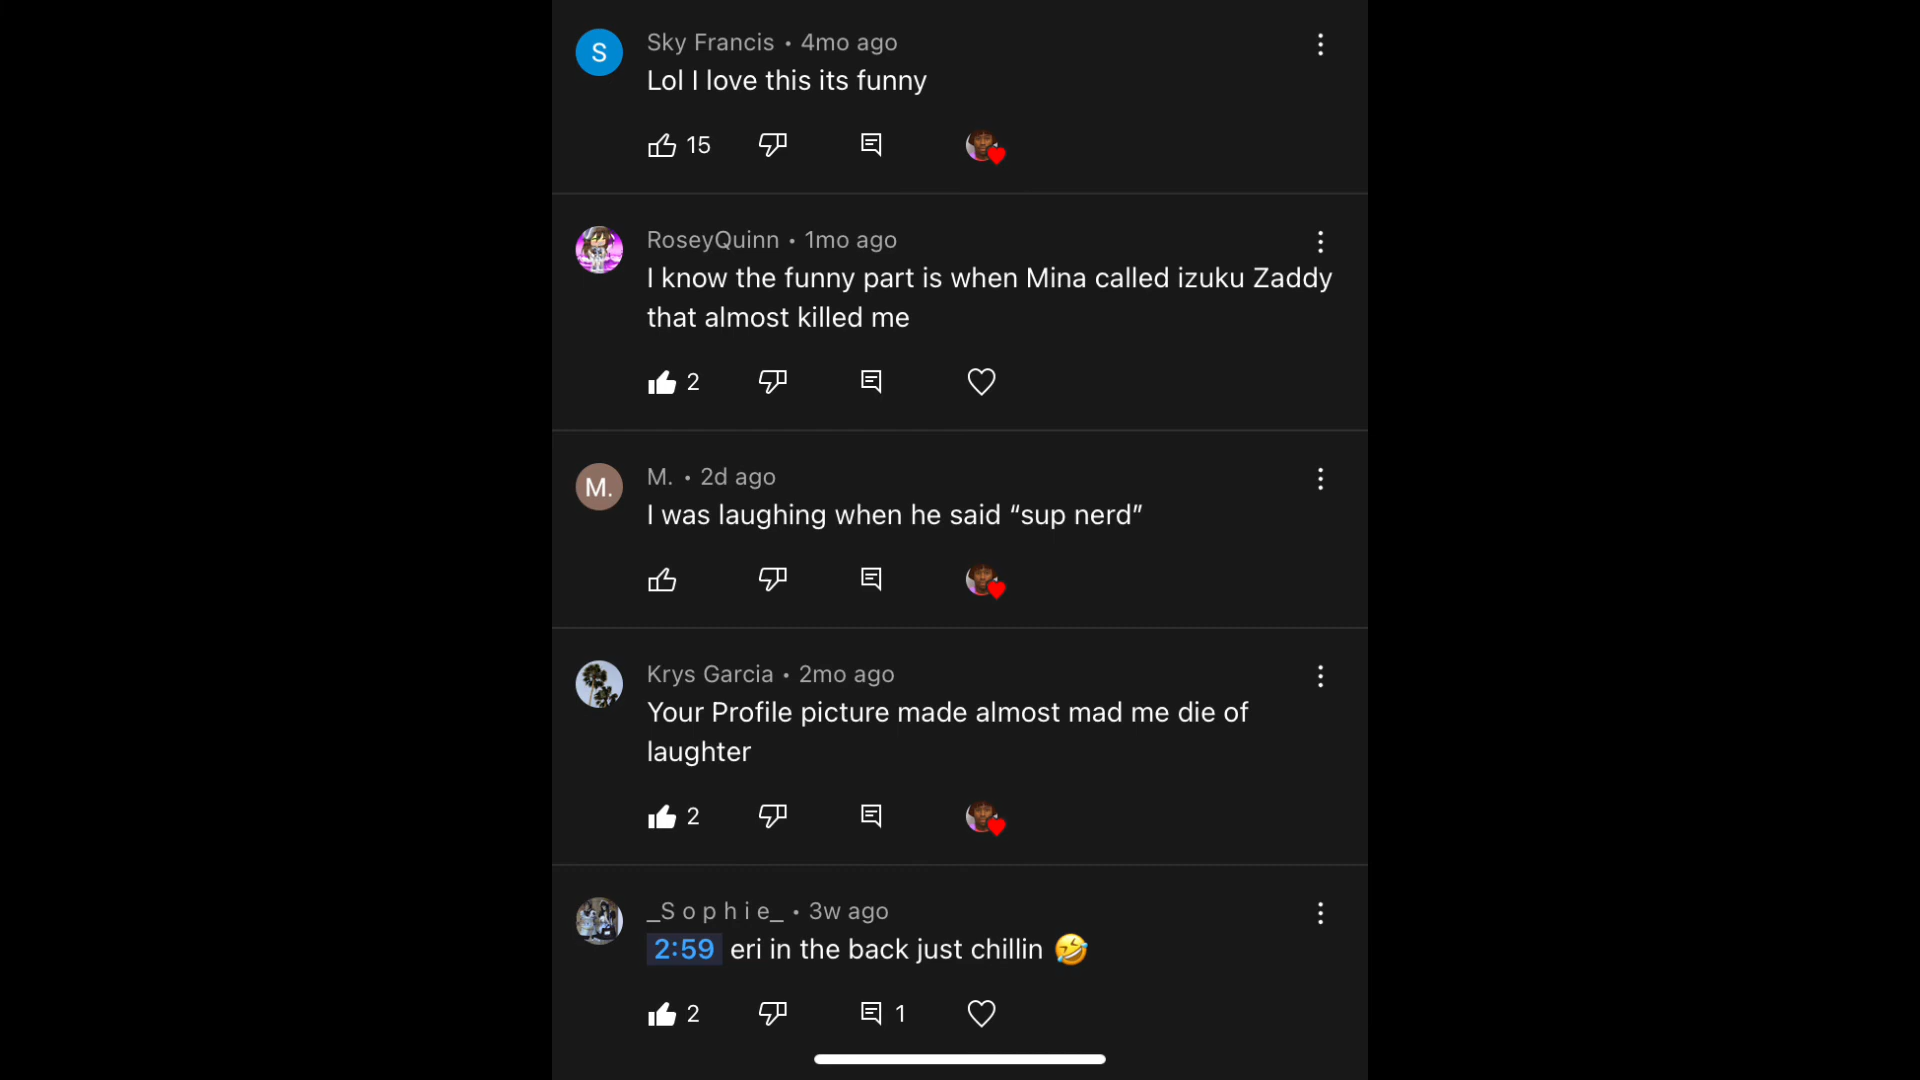 S
Sky Francis • 4mo ago
Lol I love this its funny
15
RoseyQuinn • 1mo ago
I know the funny part is when Mina called izuku Zaddy
that almost killed me
2
M.
M. • 2d ago
I was laughing when he said “sup nerd”
Krys Garcia • 2mo ago
Your Profile picture made almost mad me die of
laughter
2
_S o p h i e_ • 3w ago
2:59 eri in the back just chillin 🤣
2
1